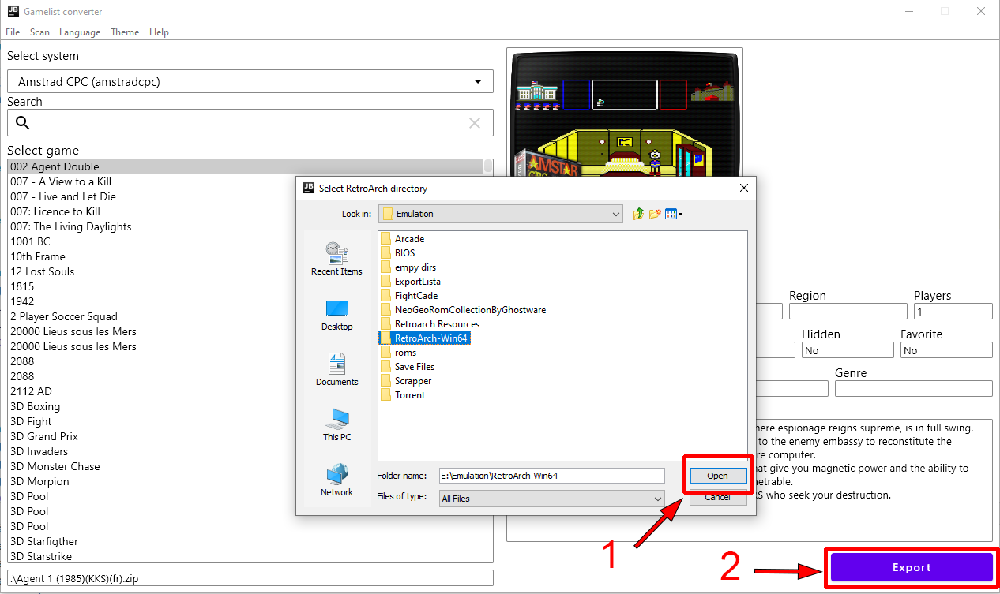 JB Gamelist converter
File Scan Language Theme Help
Select system
Amstrad CPC (amstradcpc)
Search
Select game
002 Agent Double
007 - A View to a Kill
007 - Live and Let Die
007: Licence to Kill
007: The Living Daylights
1001 BC
10th Frame
12 Lost Souls
1815
1942
2 Player Soccer Squad
20000 Lieus sous les Mers
20000 Lieus sous les Mers
2088
2088
2112 AD
3D Boxing
3D Fight
3D Grand Prix
3D Invaders
3D Monster Chase
3D Morpion
3D Pool
3D Pool
3D Pool
3D Starfigther
3D Starstrike
.\Agent 1 (1985)(KKS)(fr).zip
AMSTAR
JB Select RetroArch directory
Look in: Emulation
Recent Items
Desktop
Documents
This PC
Network
Arcade
BIOS
empy dirs
ExportLista
FightCade
NeoGeoRomCollectionByGhostware
Retroarch Resources
RetroArch-Win64
roms
Save Files
Scrapper
Torrent
Folder name: E:\Emulation\RetroArch-Win64 Open
Files of type: All Files Cancel
1
Region Players
1
Hidden Favorite
No No
Genre
here espionage reigns supreme, is in full swing.
to the enemy embassy to reconstitute the
re computer.
hat give you magnetic power and the ability to
netrable.
S who seek your destruction.
2 Export